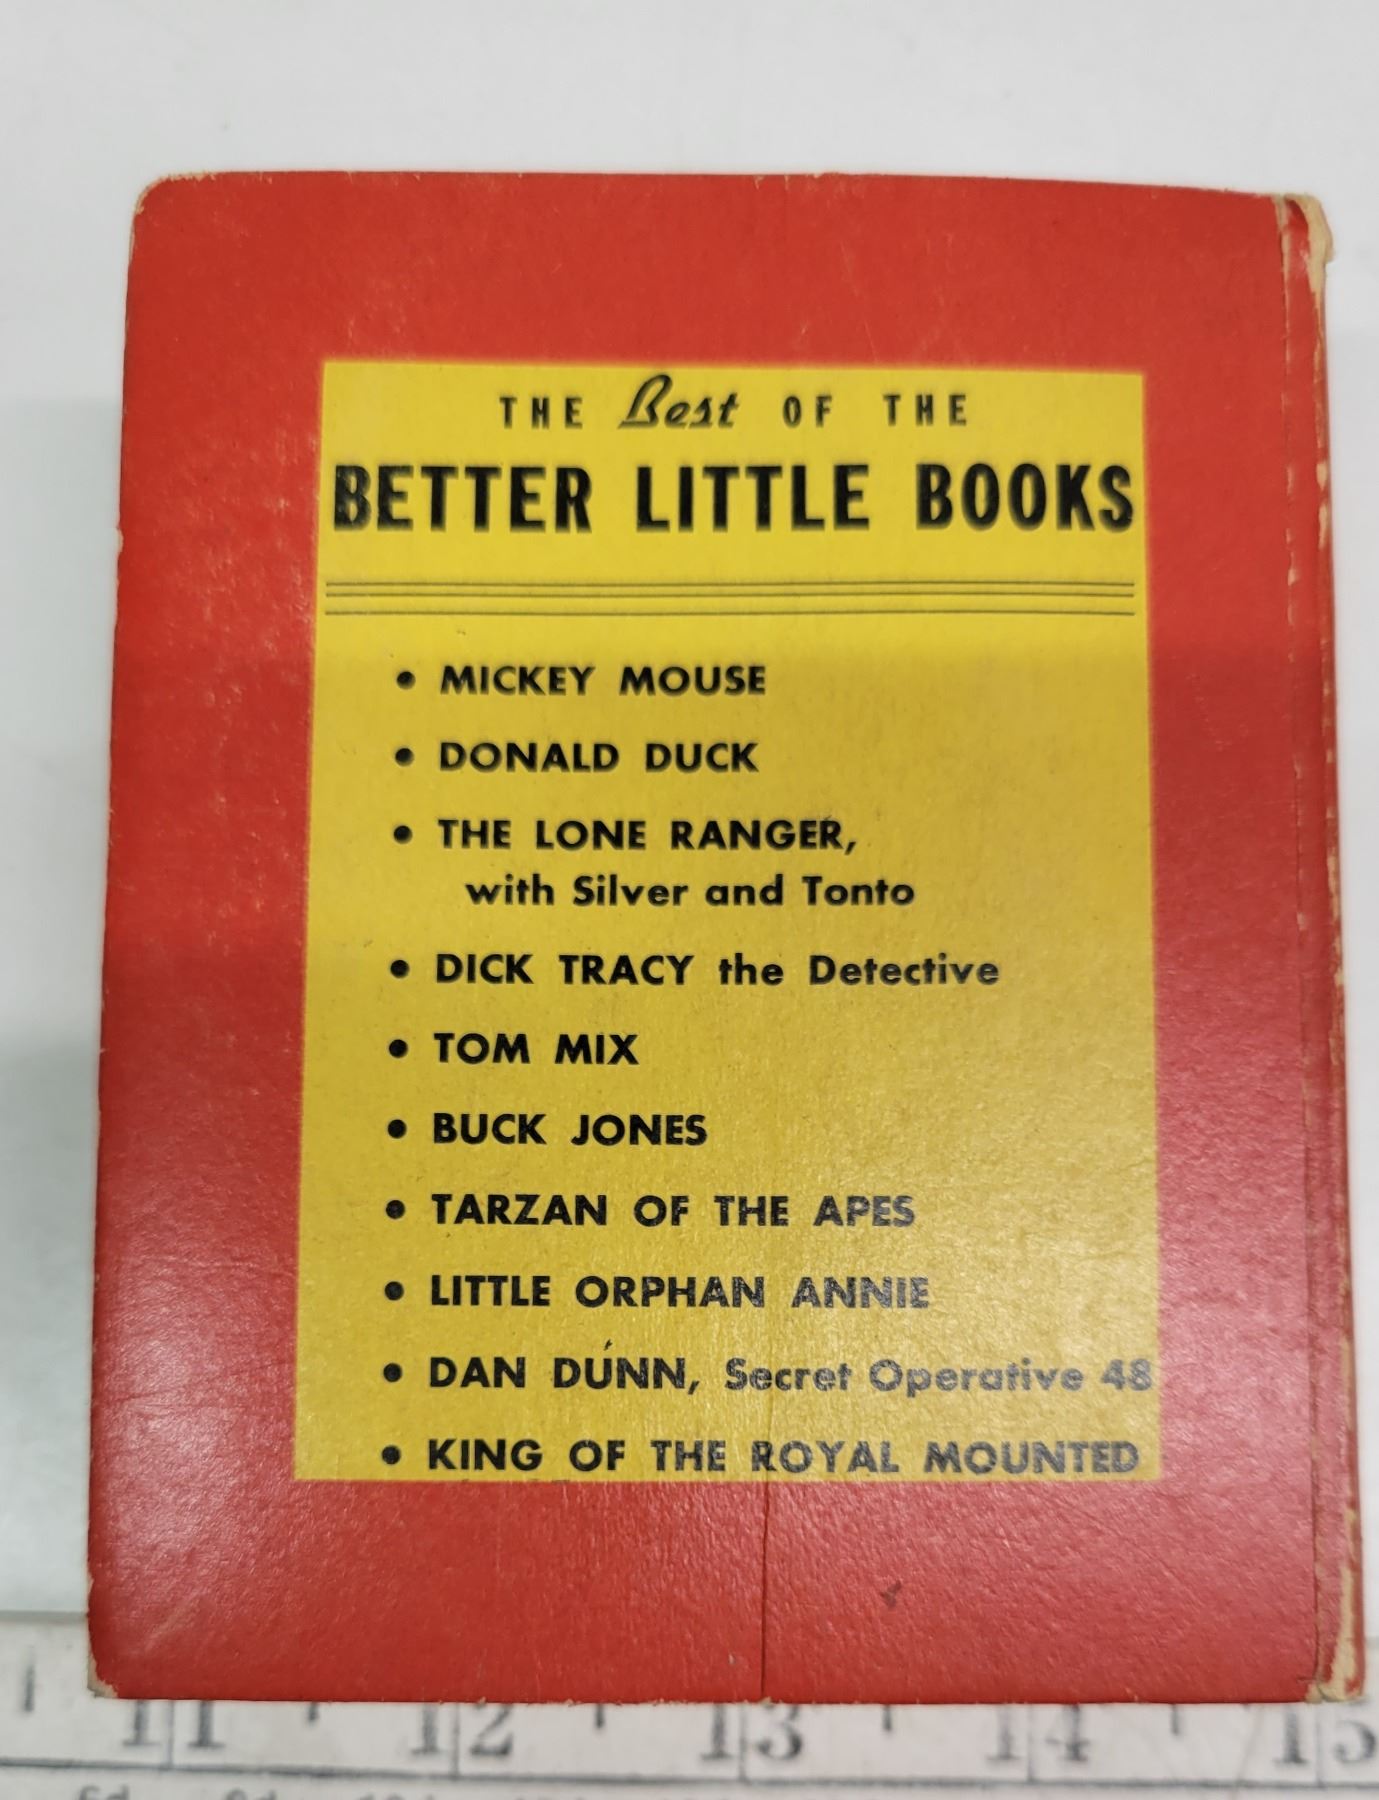 THE Best OF THE
BETTER LITTLE BOOKS
• MICKEY MOUSE
• DONALD DUCK
• THE LONE RANGER,
with Silver and Tonto
• DICK TRACY the Detective
• TOM MIX
• BUCK JONES
• TARZAN OF THE APES
• LITTLE ORPHAN ANNIE
• DAN DUNN, Secret Operative 48
• KING OF THE ROYAL MOUNTED
11 12 13 14 15